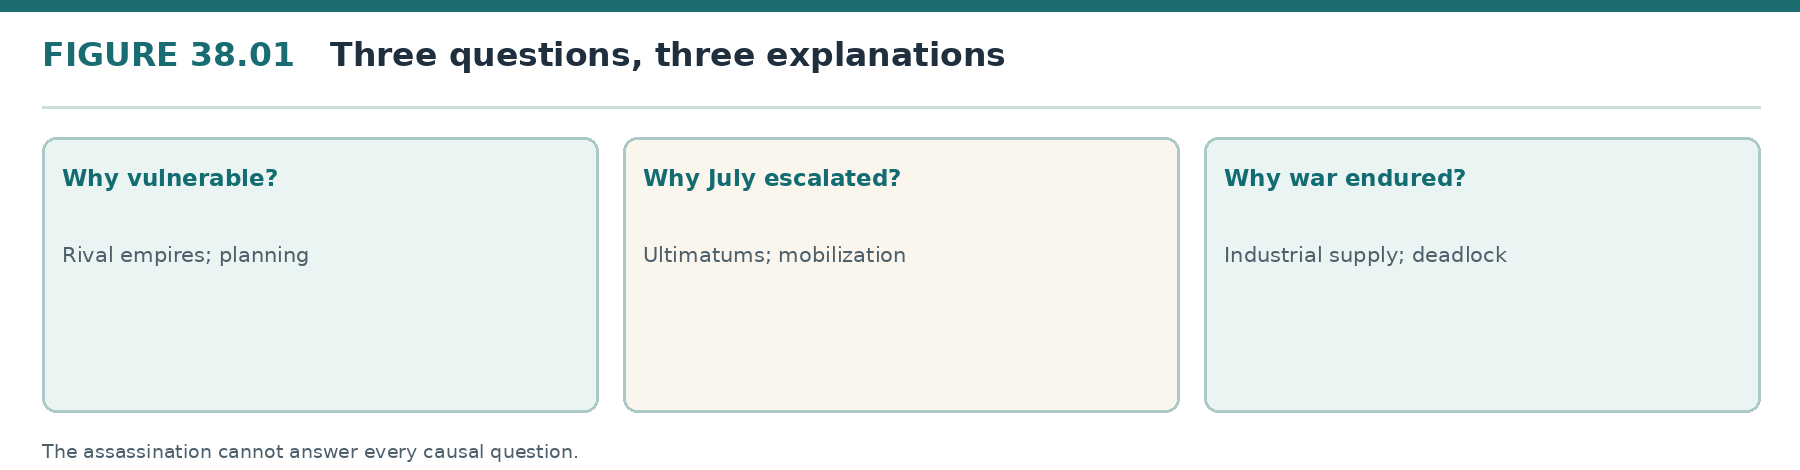 FIGURE 38.01 Three questions, three explanations
Why vulnerable?
Rival empires; planning
Why July escalated?
Ultimatums; mobilization
Why war endured?
Industrial supply; deadlock
The assassination cannot answer every causal question.